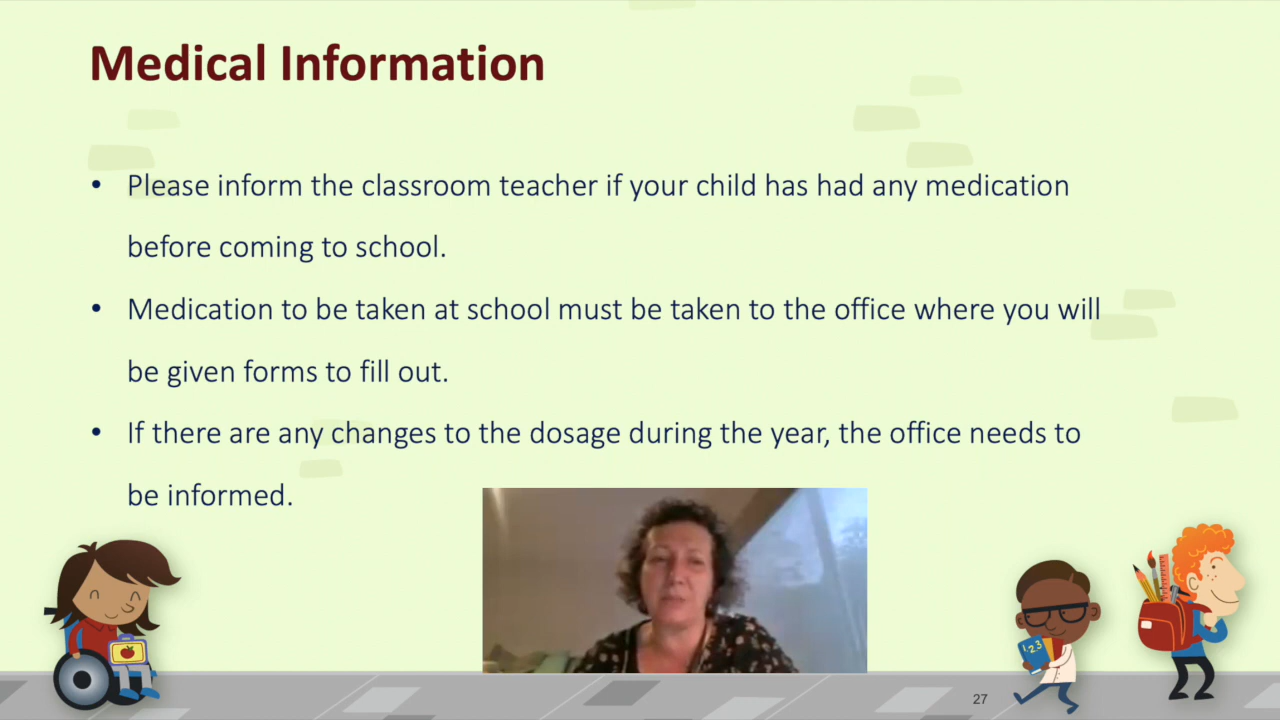 Medical Information
• Please inform the classroom teacher if your child has had any medication
before coming to school.
• Medication to be taken at school must be taken to the office where you will
be given forms to fill out.
• If there are any changes to the dosage during the year, the office needs to
be informed.
1 2 3
27